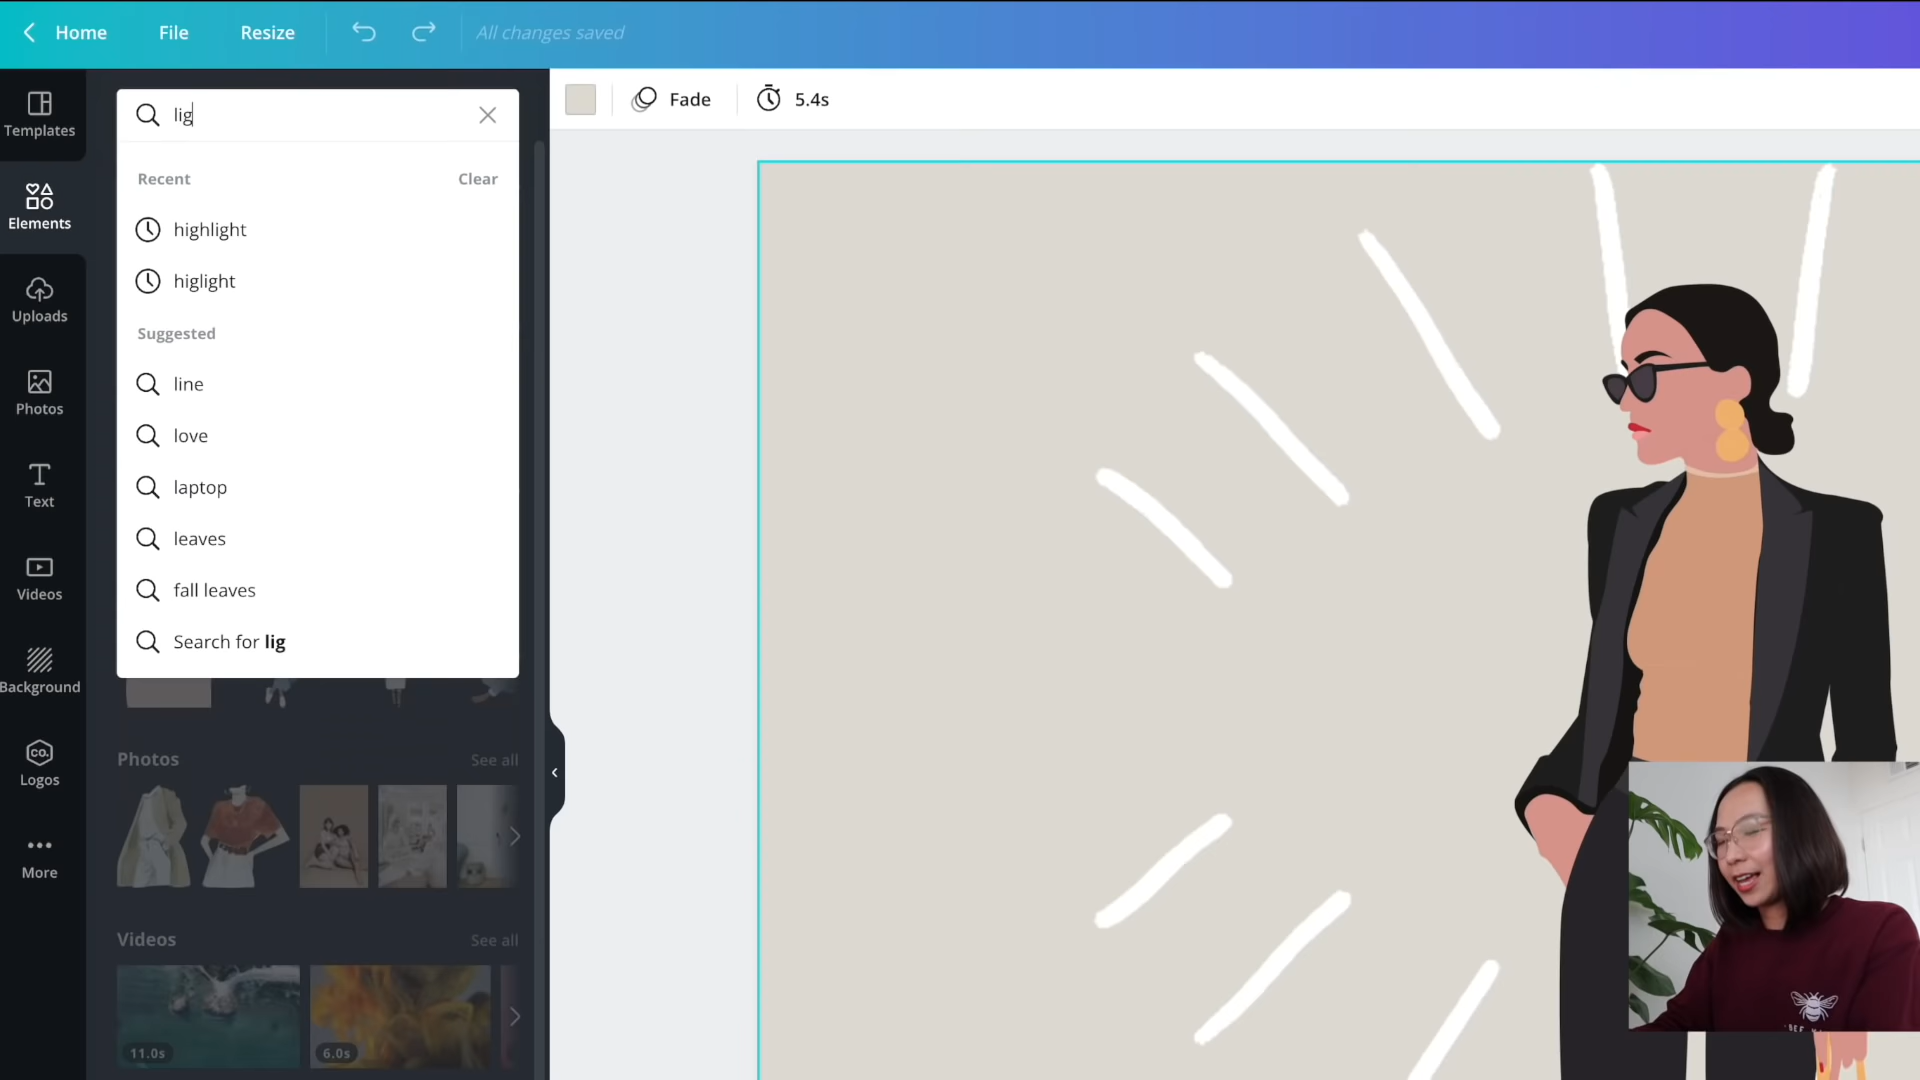 Home File Resize All changes saved
Templates
Elements
Uploads
Photos
Text
Videos
Background
Logos
More
co.
lig
Recent Clear
highlight
higlight
Suggested
line
love
laptop
leaves
fall leaves
Search for lig
Photos See all
Videos See all
11.0s
6.0s
Fade 5.4s